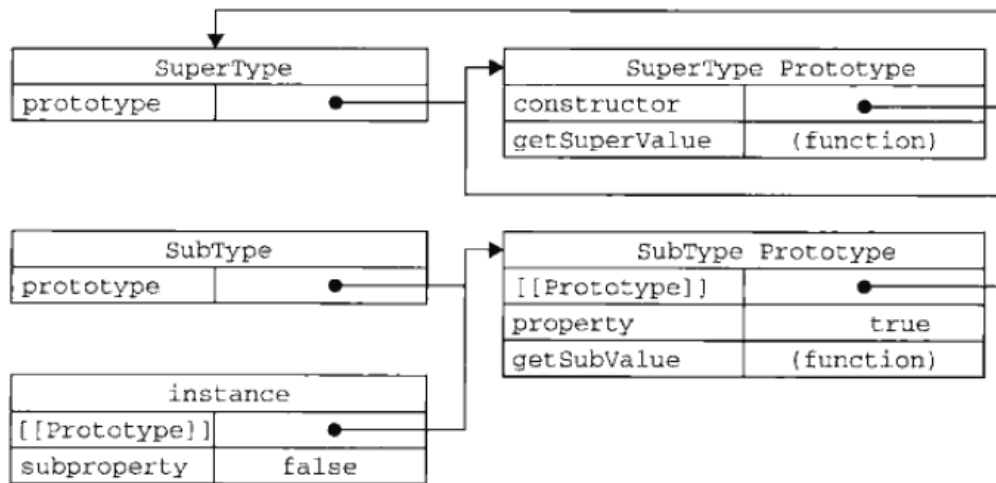 SuperType
prototype
SuperType Prototype
constructor
getSuperValue (function)
SubType
prototype
SubType Prototype
[[Prototype]]
property true
getSubValue (function)
instance
[[Prototype]]
subproperty false